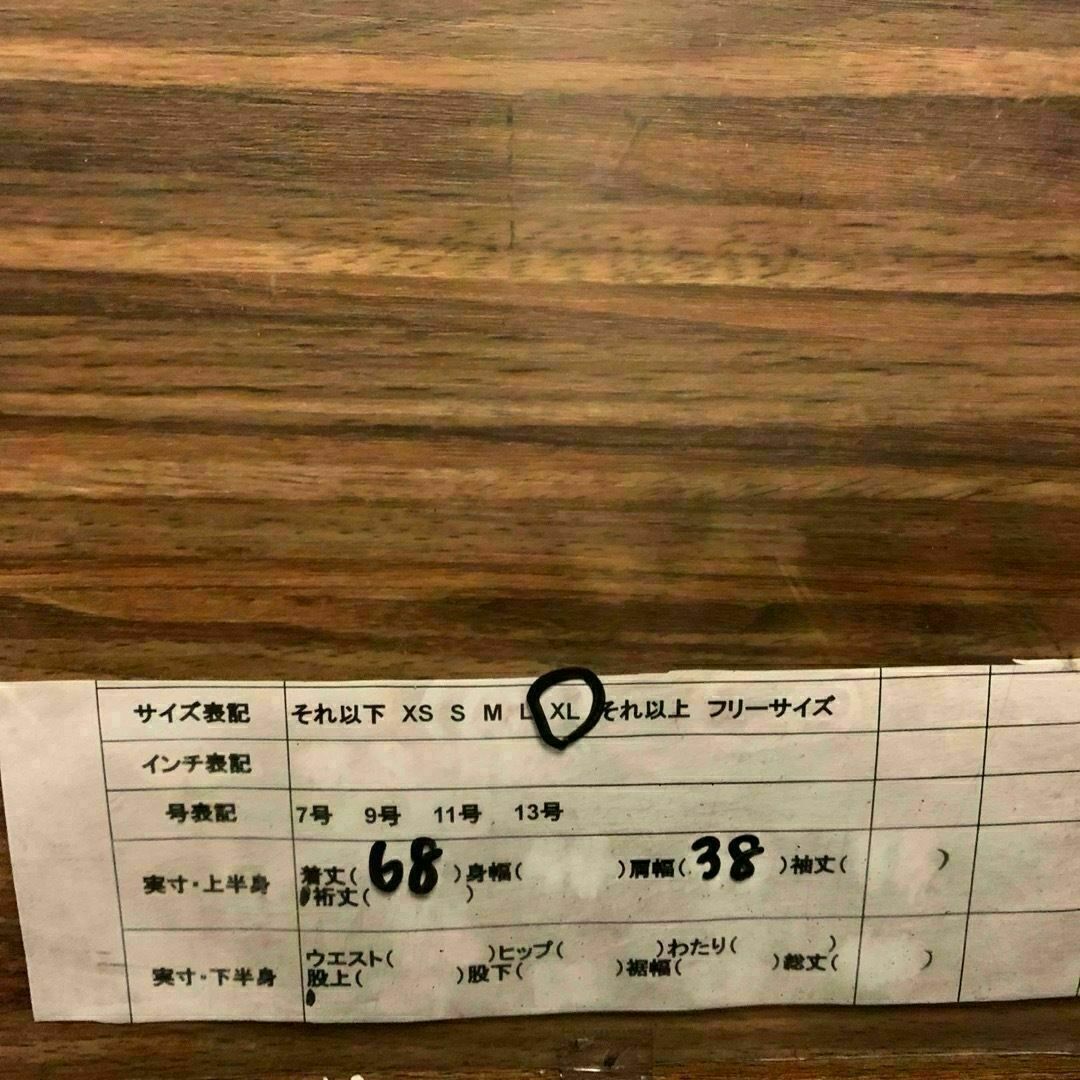 サイズ表記 それ以下 XS S M L XL それ以上 フリーサイズ
インチ表記
号表記 7号 9号 11号 13号
実寸・上半身 着丈( 68 )身幅( )肩幅( 38 )袖丈( )
裄丈( )
実寸・下半身 ウエスト( )ヒップ( )わたり( )
股上( )股下( )裾幅( )総丈( )